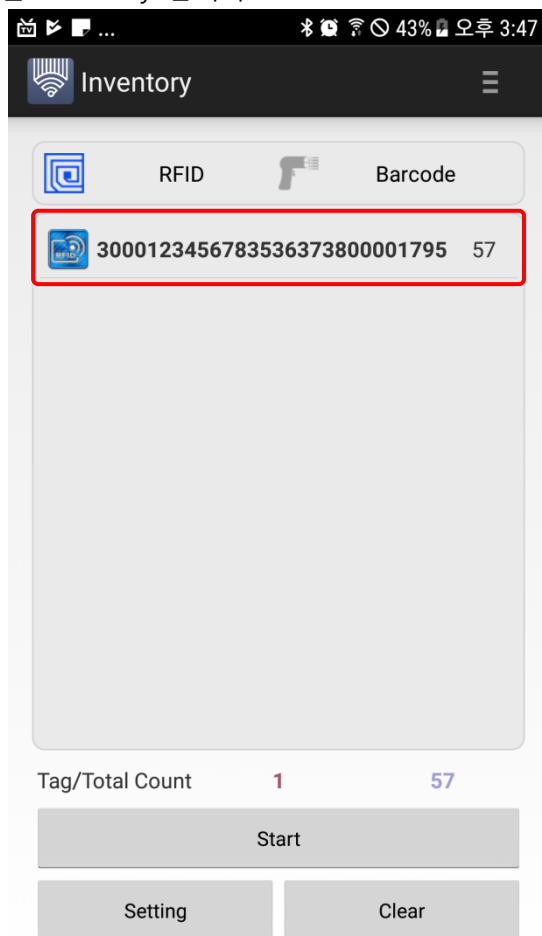 ... 43% 오후 3:47
Inventory
RFID Barcode
3000123456783536373800001795 57
Tag/Total Count 1 57
Start
Setting Clear